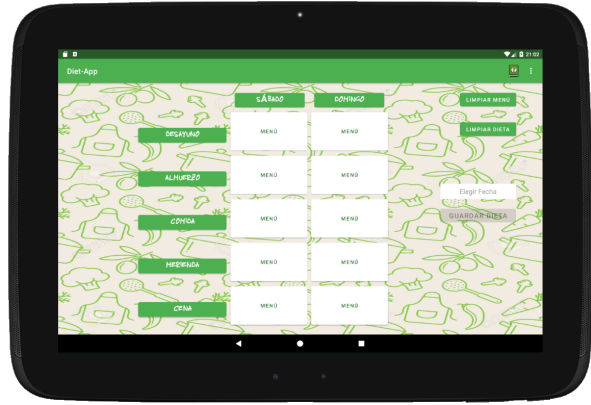 21:02
Diet-App
SÁBADO
DOMINGO
LIMPIAR MENÚ
DESAYUNO
MENÚ
MENÚ
LIMPIAR DIETA
ALMUERZO
MENÚ
MENÚ
Elegir Fecha
COMIDA
MENÚ
MENÚ
GUARDAR DIETA
MERIENDA
MENÚ
MENÚ
CENA
MENÚ
MENÚ